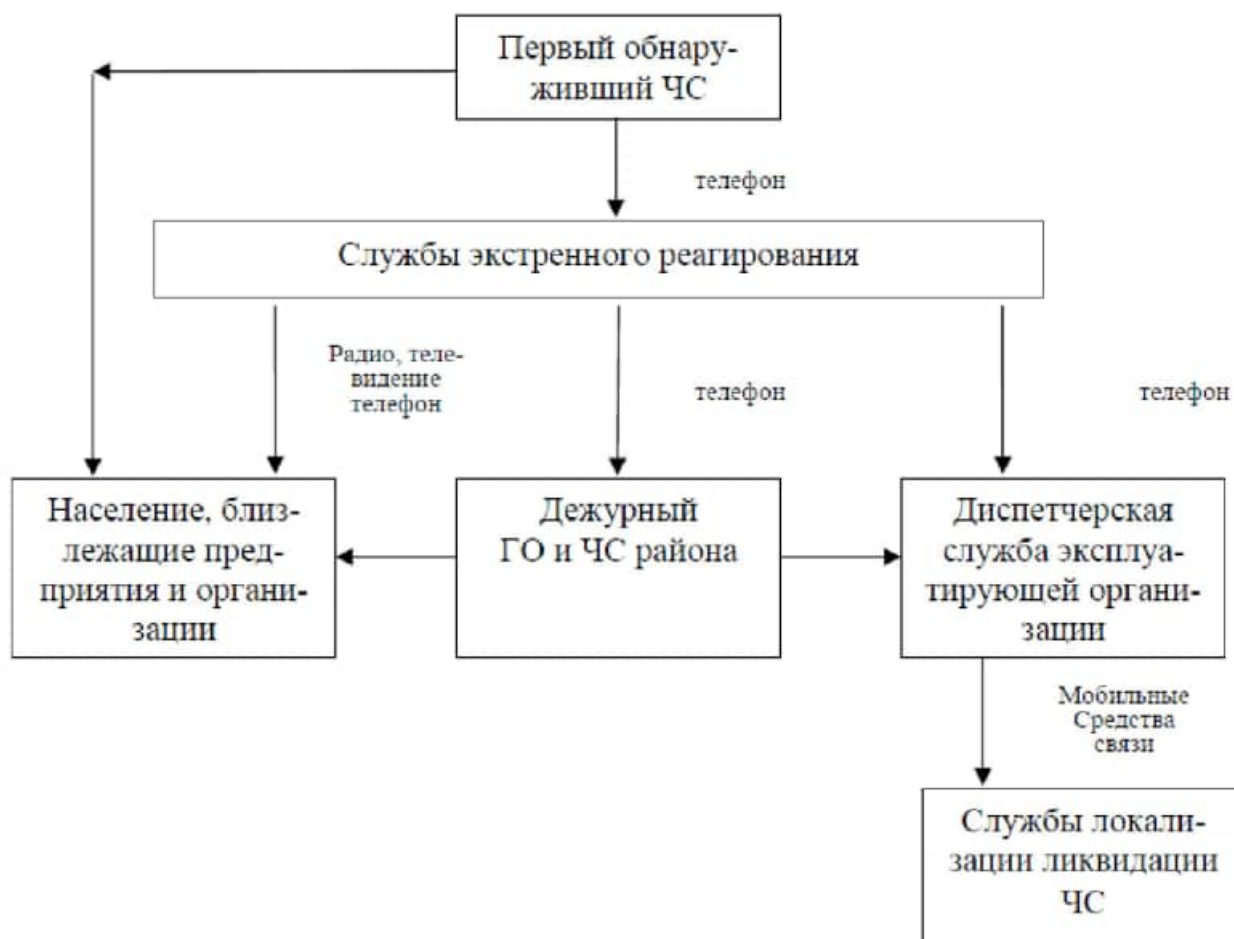 Первый обнару-
живший ЧС
телефон
Службы экстренного реагирования
Радио, теле-
видение
телефон
телефон
телефон
Население, близ-
лежащие пред-
приятия и органи-
зации
Дежурный
ГО и ЧС района
Диспетчерская
служба эксплуа-
тирующей органи-
зации
Мобильные
Средства
связи
Службы локали-
зации ликвидации
ЧС